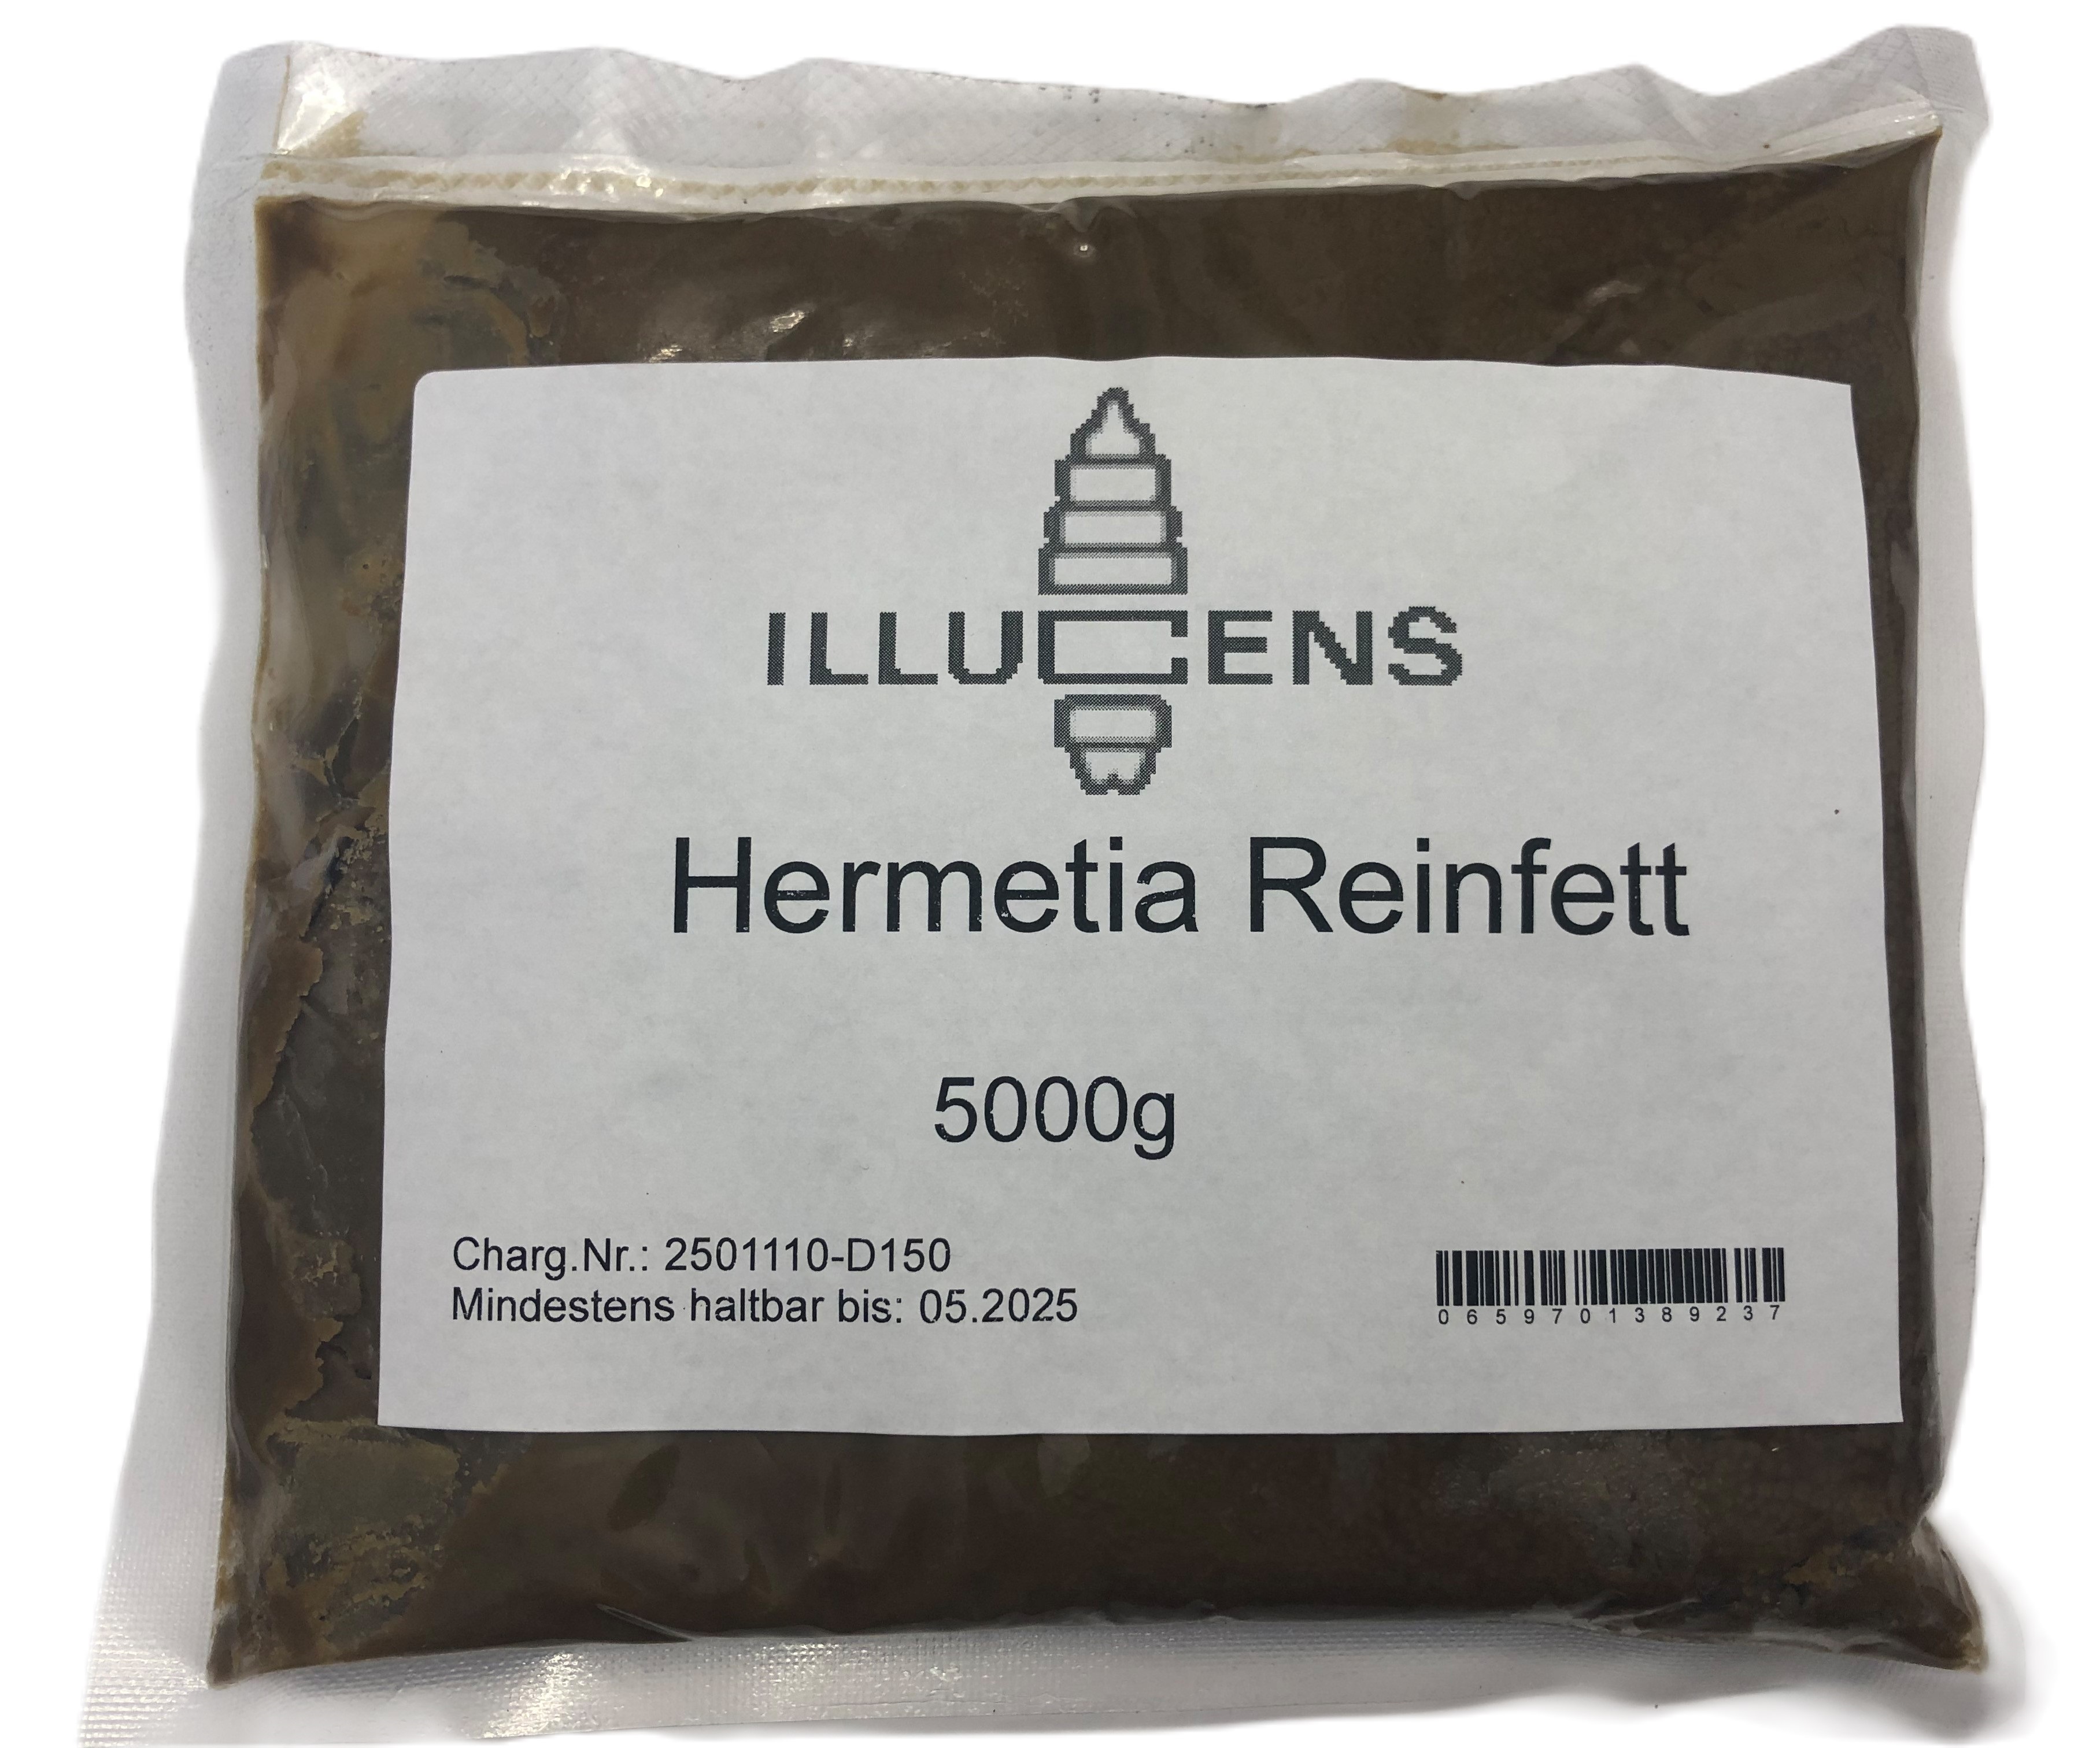 ILLUCENS
Hermetia Reinfett
5000g
Charg.Nr.: 2501110-D150
Mindestens haltbar bis: 05.2025
0659701389237